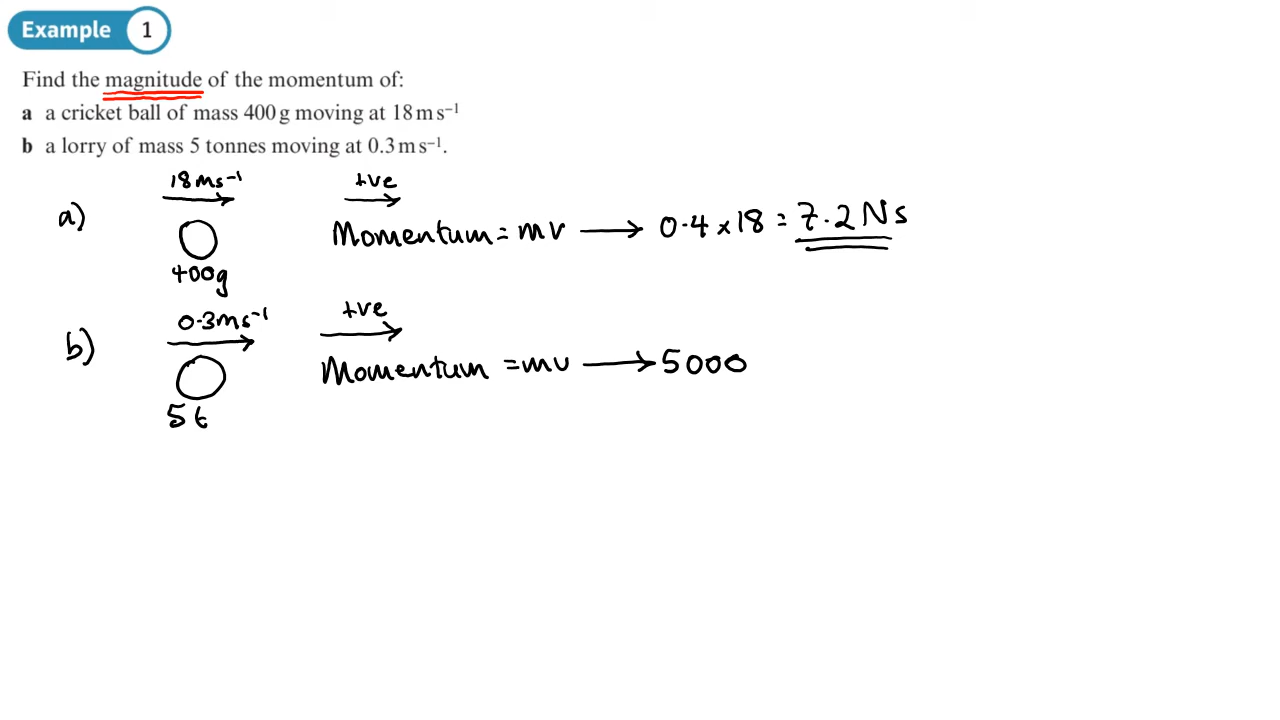 Example 1
Find the magnitude of the momentum of:
a a cricket ball of mass 400 g moving at 18 m s⁻¹
b a lorry of mass 5 tonnes moving at 0.3 m s⁻¹.
18ms⁻¹ +ve
a) Momentum = mv → 0.4 × 18 = 7.2 Ns
400g
0.3ms⁻¹ +ve
b) Momentum = mv → 5000
5t